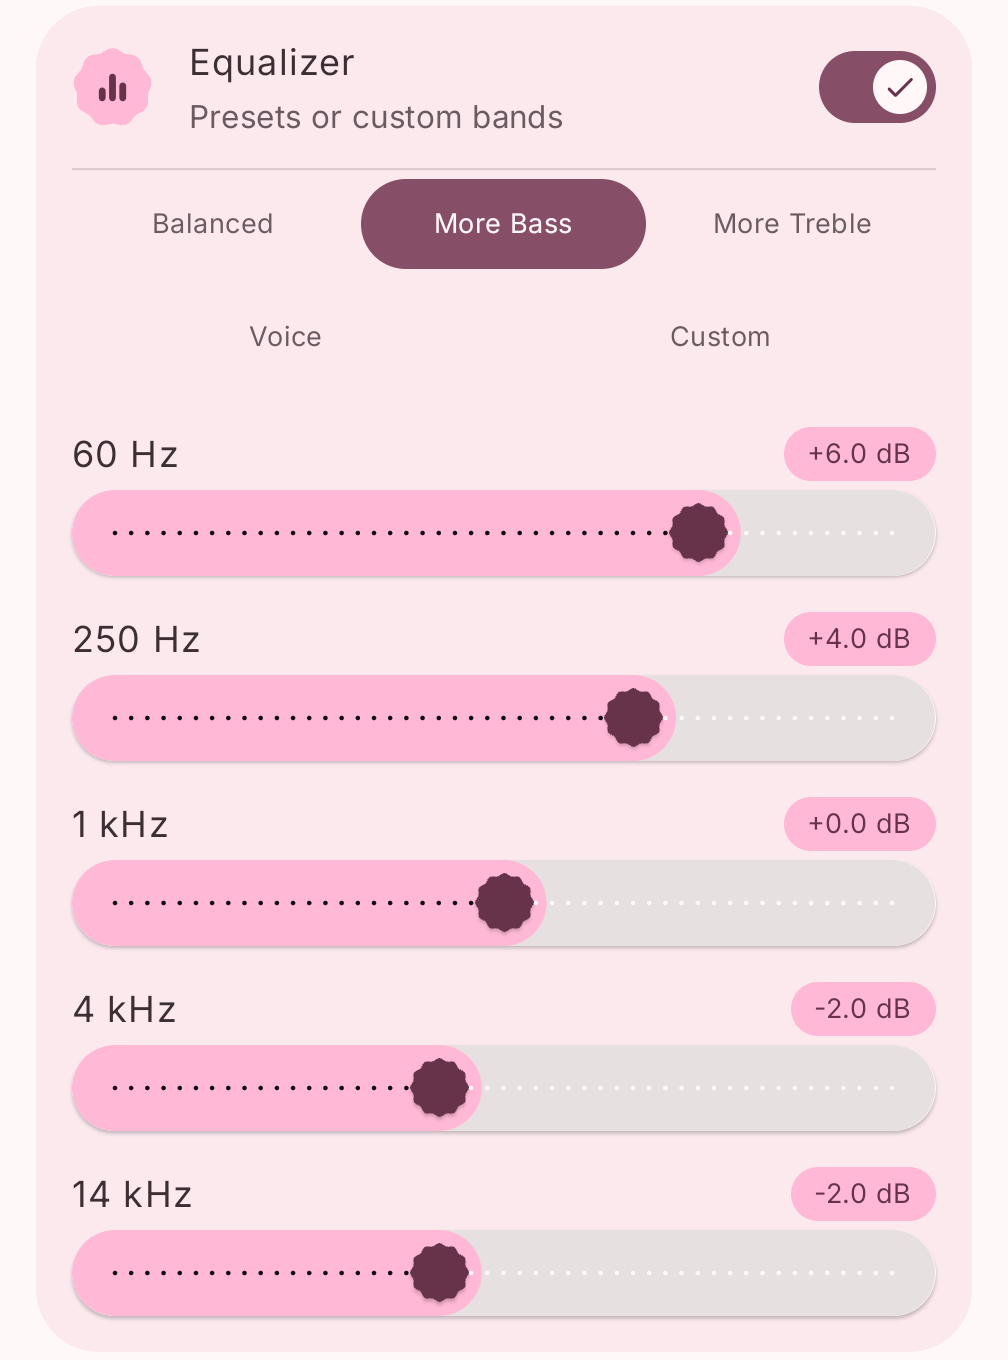 Equalizer
Presets or custom bands
Balanced More Bass More Treble
Voice Custom
60 Hz +6.0 dB
250 Hz +4.0 dB
1 kHz +0.0 dB
4 kHz -2.0 dB
14 kHz -2.0 dB